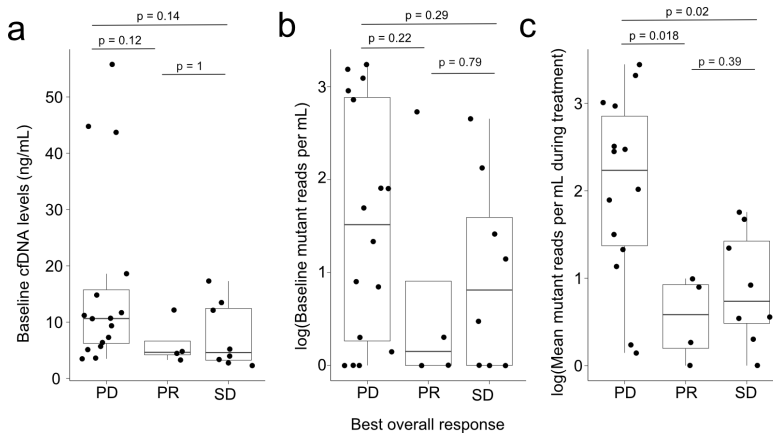 a
p = 0.14
p = 0.12
p = 1
Baseline cfDNA levels (ng/mL)
50
40
30
20
10
0
PD PR SD
b
p = 0.29
p = 0.22
p = 0.79
log(Baseline mutant reads per mL)
3
2
1
0
PD PR SD
Best overall response
c
p = 0.02
p = 0.018
p = 0.39
log(Mean mutant reads per mL during treatment)
3
2
1
0
PD PR SD